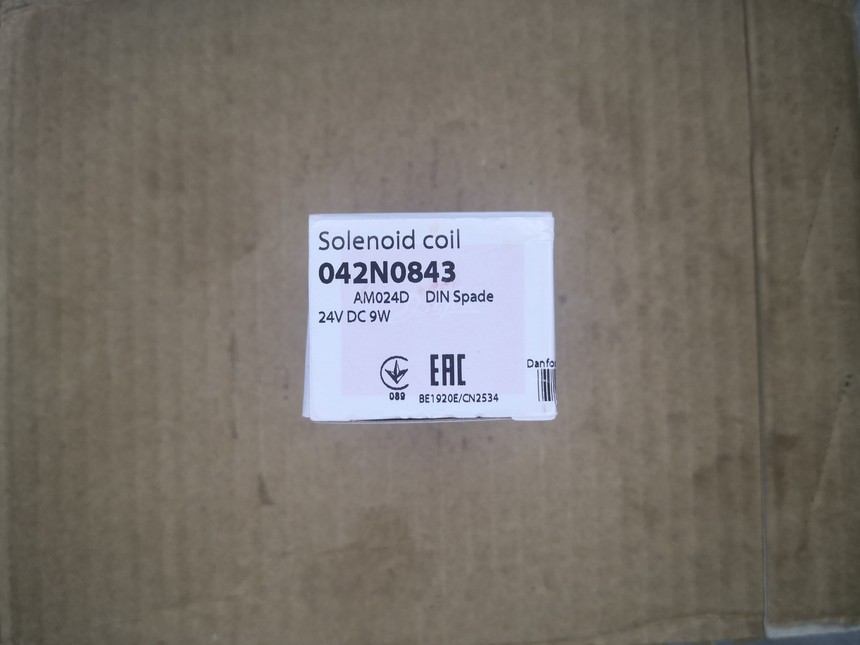 Solenoid coil
042N0843
AM024D DIN Spade
24V DC 9W
EAC
Danfo
089
BE1920E/CN2534